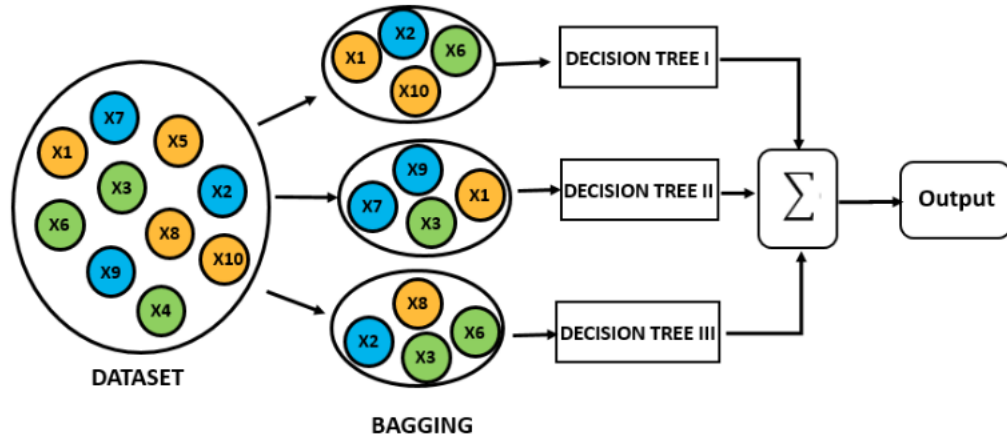 X7
X1
X5
X3
X2
X6
X8
X10
X9
X4
DATASET
X2
X1
X6
X10
X9
X7
X1
X3
X8
X2
X6
X3
BAGGING
DECISION TREE I
DECISION TREE II
DECISION TREE III
∑
Output